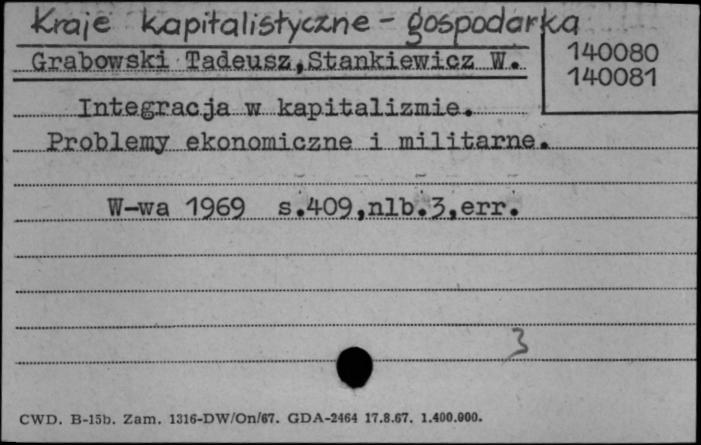 Kraje kapitalistyczne - gospodarka
Grabowski Tadeusz,Stankiewicz W.
140080
140081
Integracja w kapitalizmie.
Problemy ekonomiczne i militarne.
W-wa 1969 s.409,nlb.3,err.
3
CWD. B-15b. Zam. 1316-DW/On/67. GDA-2464 17.8.67. 1.400.000.